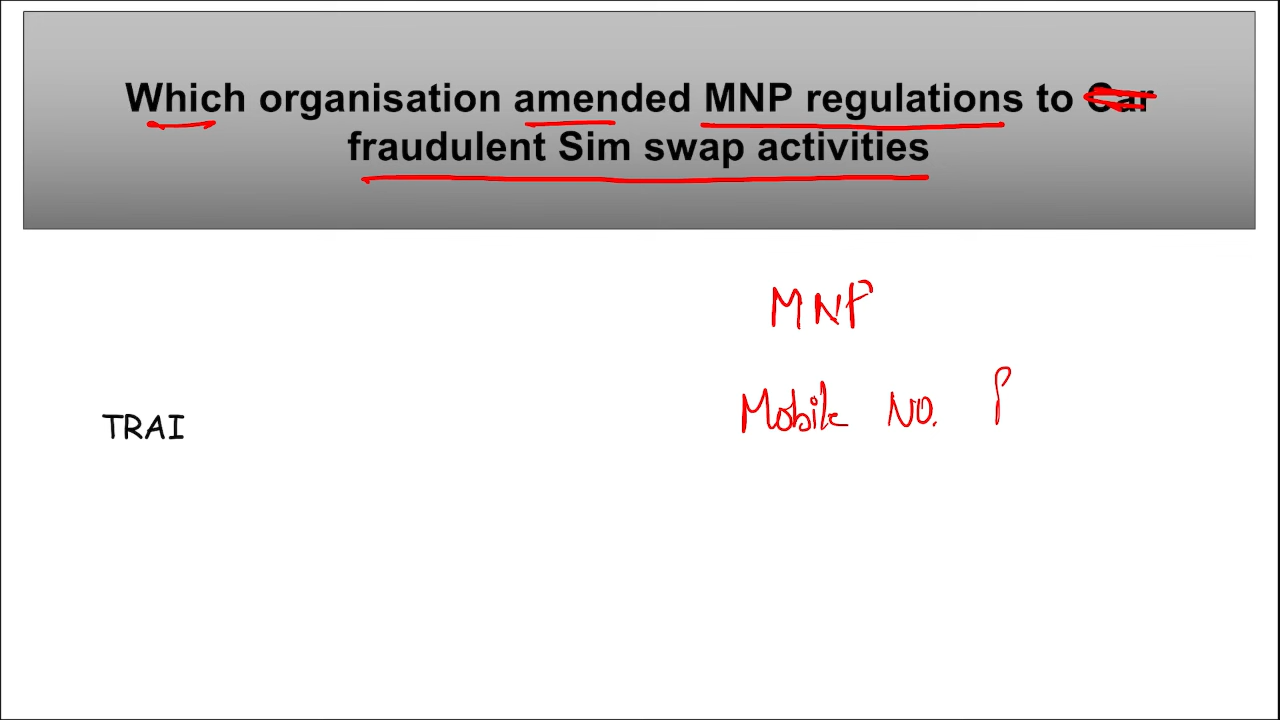 Which organisation amended MNP regulations to Car
fraudulent Sim swap activities
MNP
Mobile No. P
TRAI